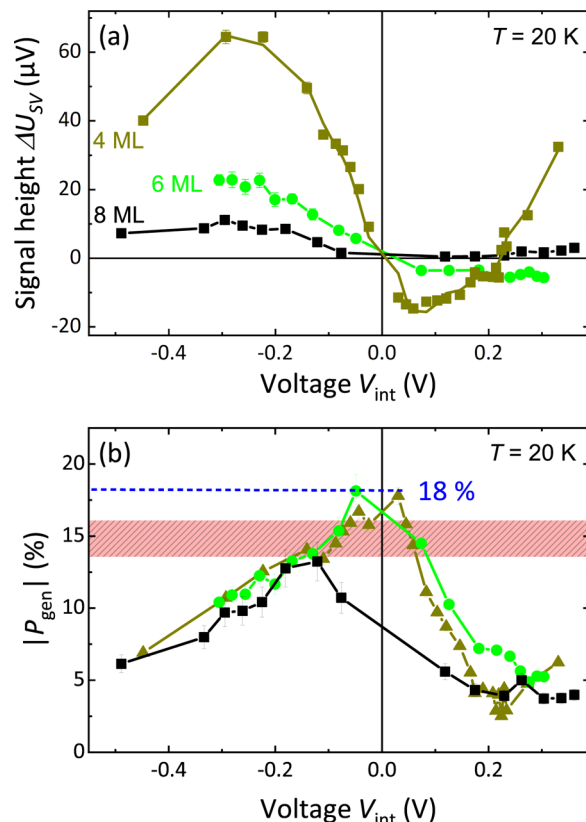 (a)
T = 20 K
Signal height ΔU_SV (µV)
60
40
20
0
-20
4 ML
6 ML
8 ML
-0.4
-0.2
0.0
0.2
Voltage V_int (V)
(b)
T = 20 K
18 %
|P_gen| (%)
20
15
10
5
0
-0.4
-0.2
0.0
0.2
Voltage V_int (V)